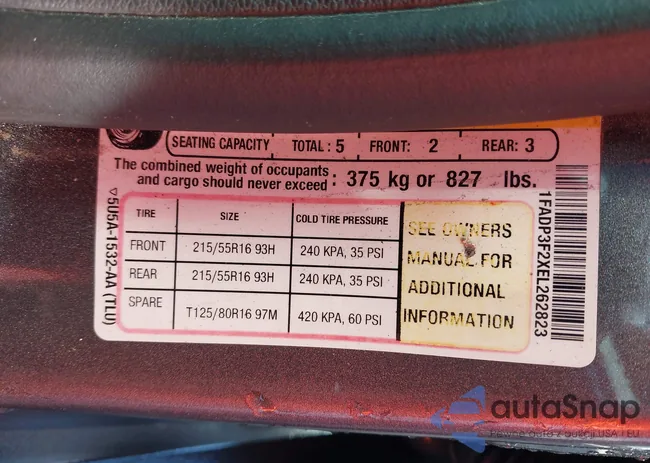 SEATING CAPACITY TOTAL : 5 FRONT: 2 REAR: 3
The combined weight of occupants
and cargo should never exceed : 375 kg or 827 lbs.
TIRE SIZE COLD TIRE PRESSURE
FRONT 215/55R16 93H 240 KPA, 35 PSI
REAR 215/55R16 93H 240 KPA, 35 PSI
SPARE T125/80R16 97M 420 KPA, 60 PSI
SEE OWNERS
MANUAL FOR
ADDITIONAL
INFORMATION
5U5A-1532-AA (TLU)
1FADP3F2XEL262823
autoSnap